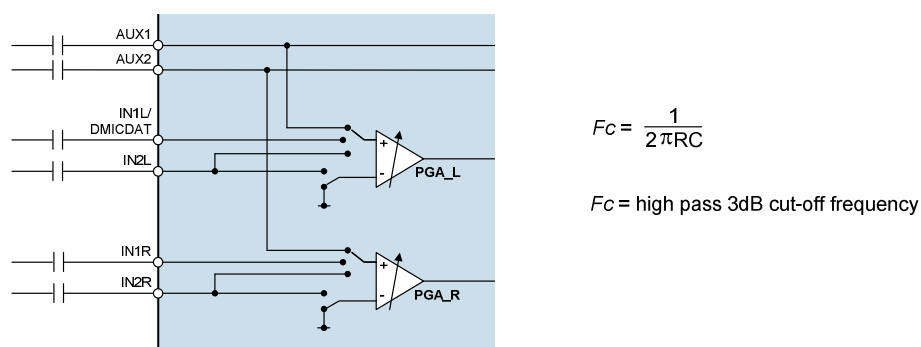 AUX1
AUX2
IN1L/
DMICDAT
IN2L
+
-
PGA_L
IN1R
IN2R
+
-
PGA_R
Fc = 1 / 2πRC
Fc = high pass 3dB cut-off frequency